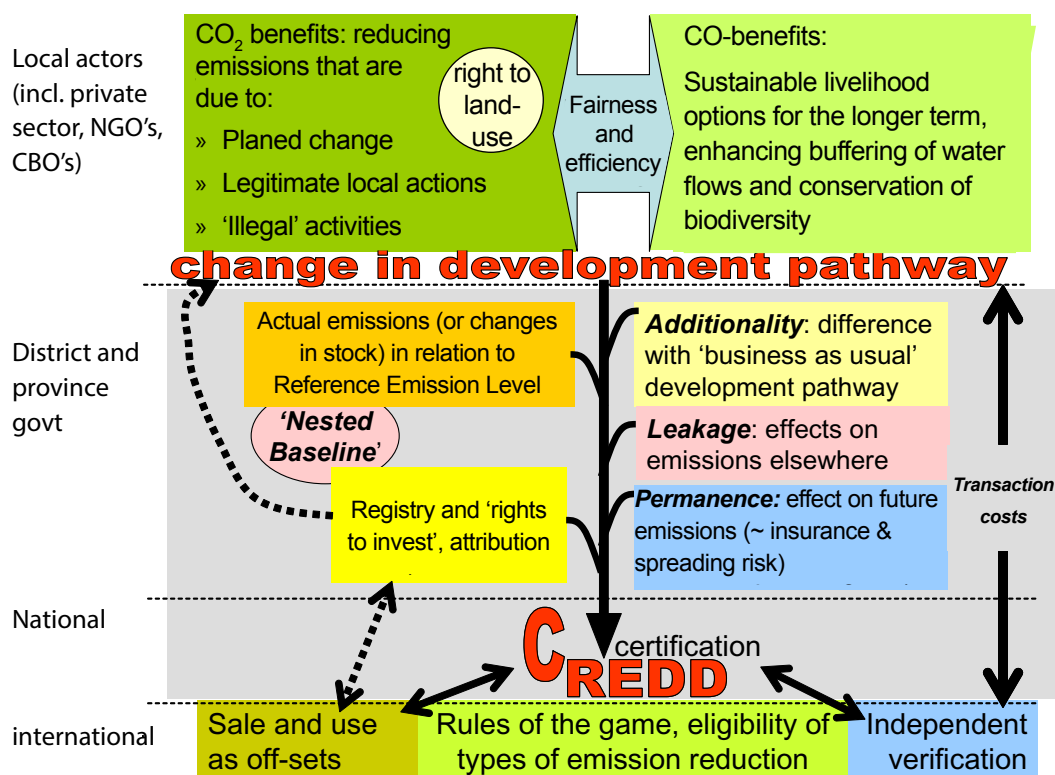 Local actors
(incl. private
sector, NGO's,
CBO's)
CO2 benefits: reducing
emissions that are
due to:
» Planed change
» Legitimate local actions
» 'Illegal' activities
right to
land-
use
Fairness
and
efficiency
CO-benefits:
Sustainable livelihood
options for the longer term,
enhancing buffering of water
flows and conservation of
biodiversity
change in development pathway
District and
province
govt
Actual emissions (or changes
in stock) in relation to
Reference Emission Level
'Nested
Baseline'
Registry and 'rights
to invest', attribution
Additionality: difference
with 'business as usual'
development pathway
Leakage: effects on
emissions elsewhere
Permanence: effect on future
emissions (~ insurance &
spreading risk)
Transaction
costs
National
CREDD
certification
international
Sale and use
as off-sets
Rules of the game, eligibility of
types of emission reduction
Independent
verification